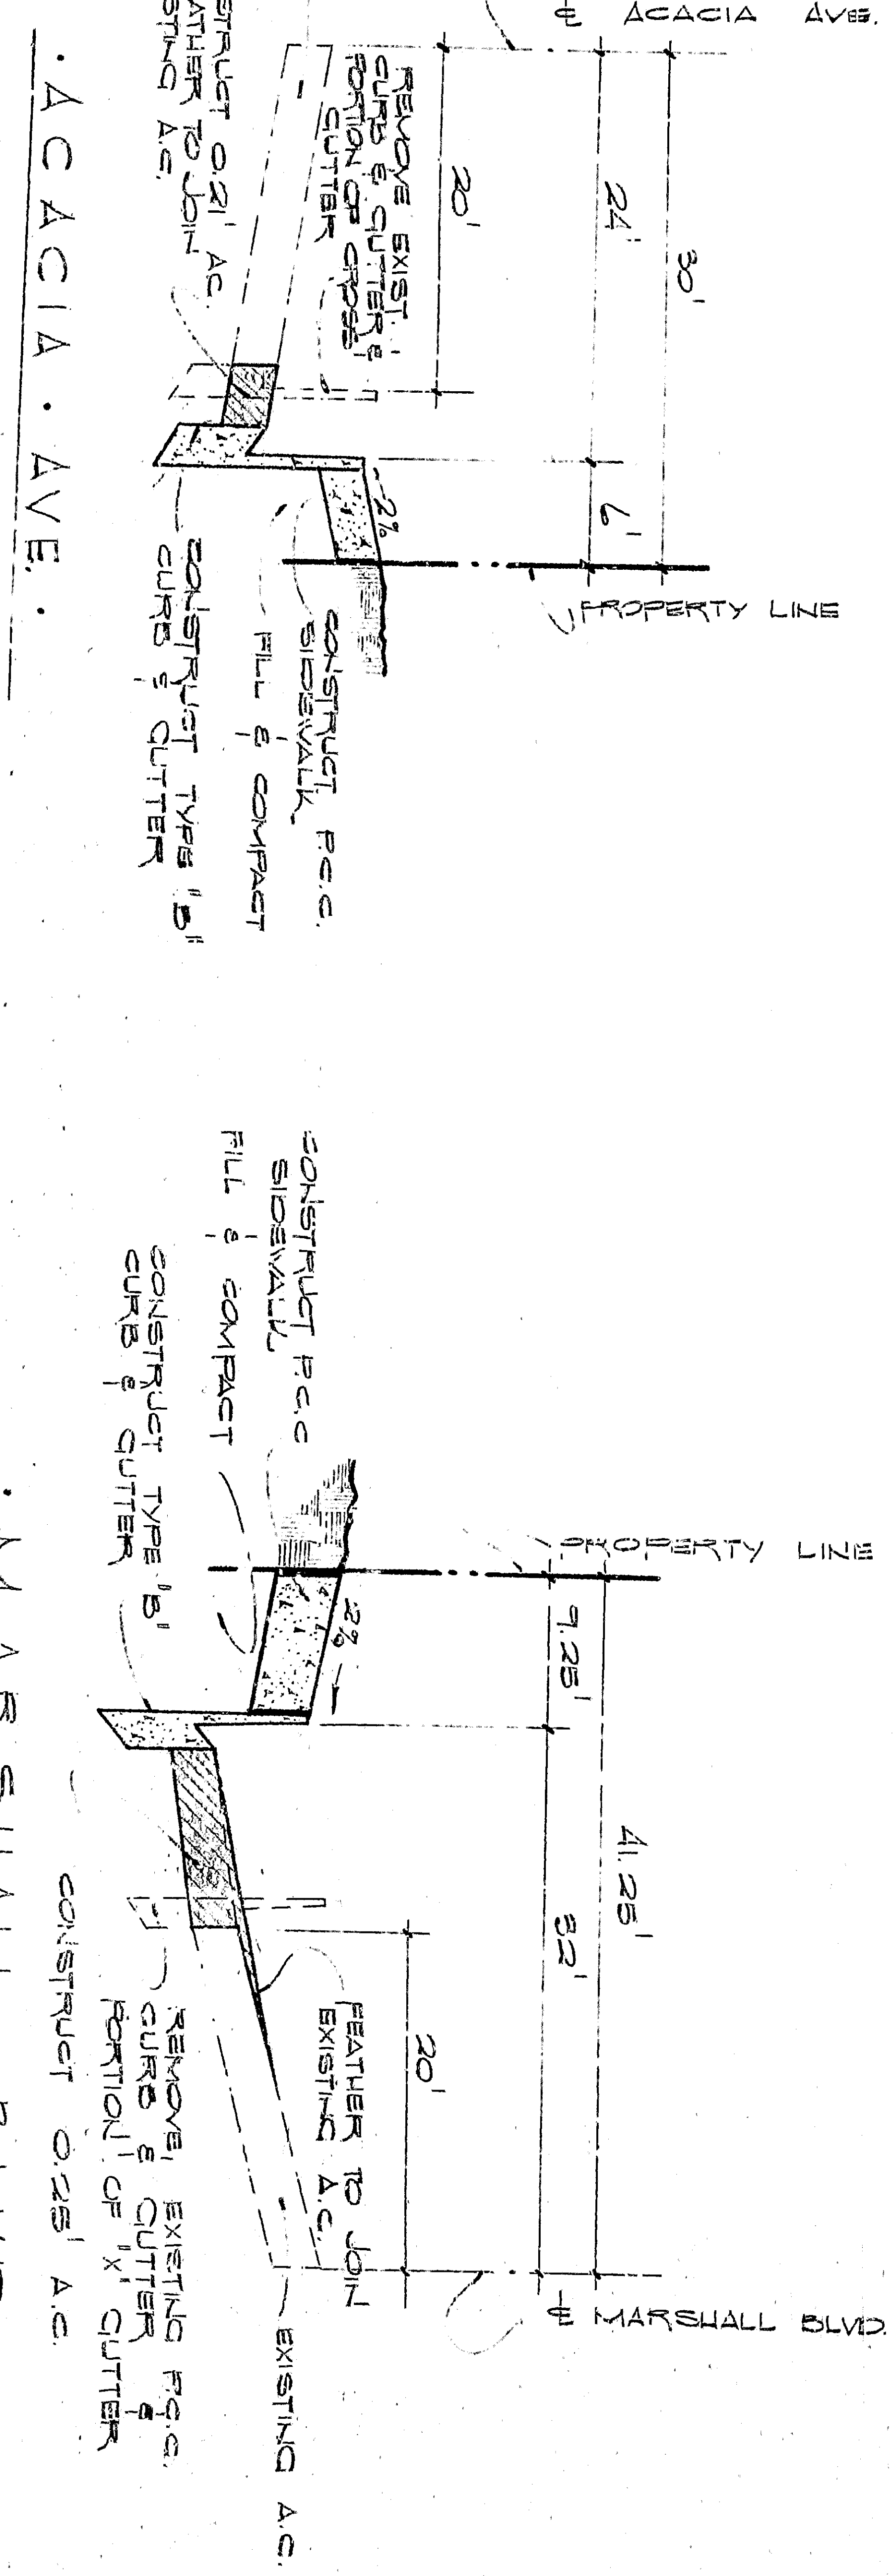 ℄ ACACIA AVE.
30'
24'
6'
20'
REMOVE EXIST.
CURB & GUTTER &
PORTION OF CROSS
GUTTER
2%
PROPERTY LINE
CONSTRUCT P.C.C.
SIDEWALK
FILL & COMPACT
CONSTRUCT TYPE "B"
CURB & GUTTER
0.21' AC.
TO JOIN
A.C.
· ACACIA · AVE. ·
PROPERTY LINE
℄ MARSHALL BLVD.
41.25'
9.25'
32'
20'
2%
CONSTRUCT P.C.C
SIDEWALK
FILL & COMPACT
CONSTRUCT TYPE "B"
CURB & GUTTER
FEATHER TO JOIN
EXISTING A.C.
EXISTING A.C.
REMOVE EXISTING P.C.C.
CURB & GUTTER &
PORTION OF "X" GUTTER
CONSTRUCT 0.25' A.C.